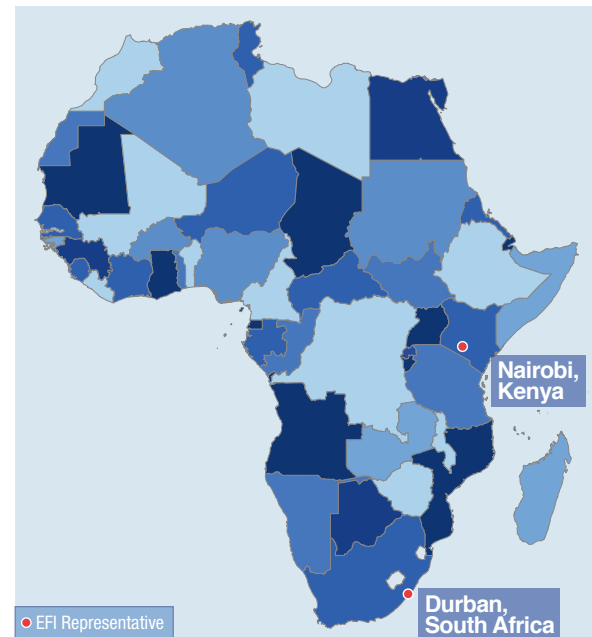 Nairobi,
Kenya
Durban,
South Africa
EFI Representative